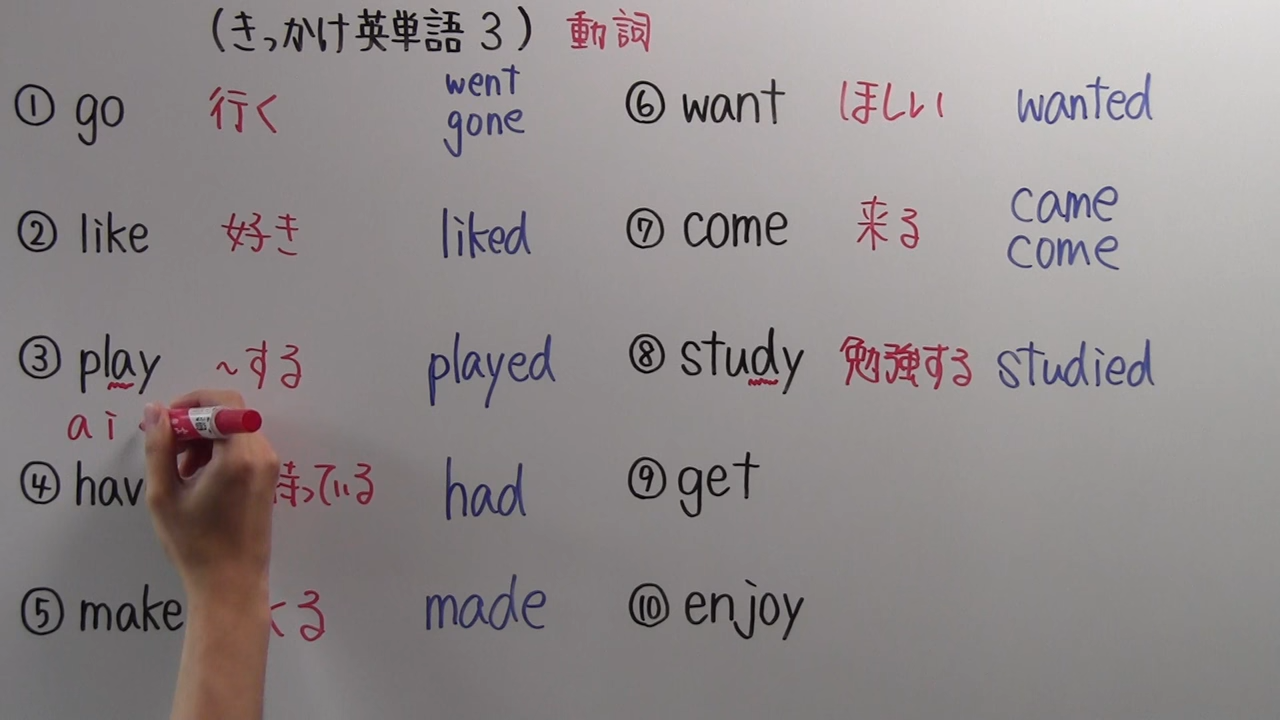 (きっかけ英単語3) 動詞
① go 行く went gone
② like 好き liked
③ play ~する played
a i
④ hav 持っている had
⑤ make くる made
⑥ want ほしい wanted
⑦ come 来る came come
⑧ study 勉強する studied
⑨ get
⑩ enjoy